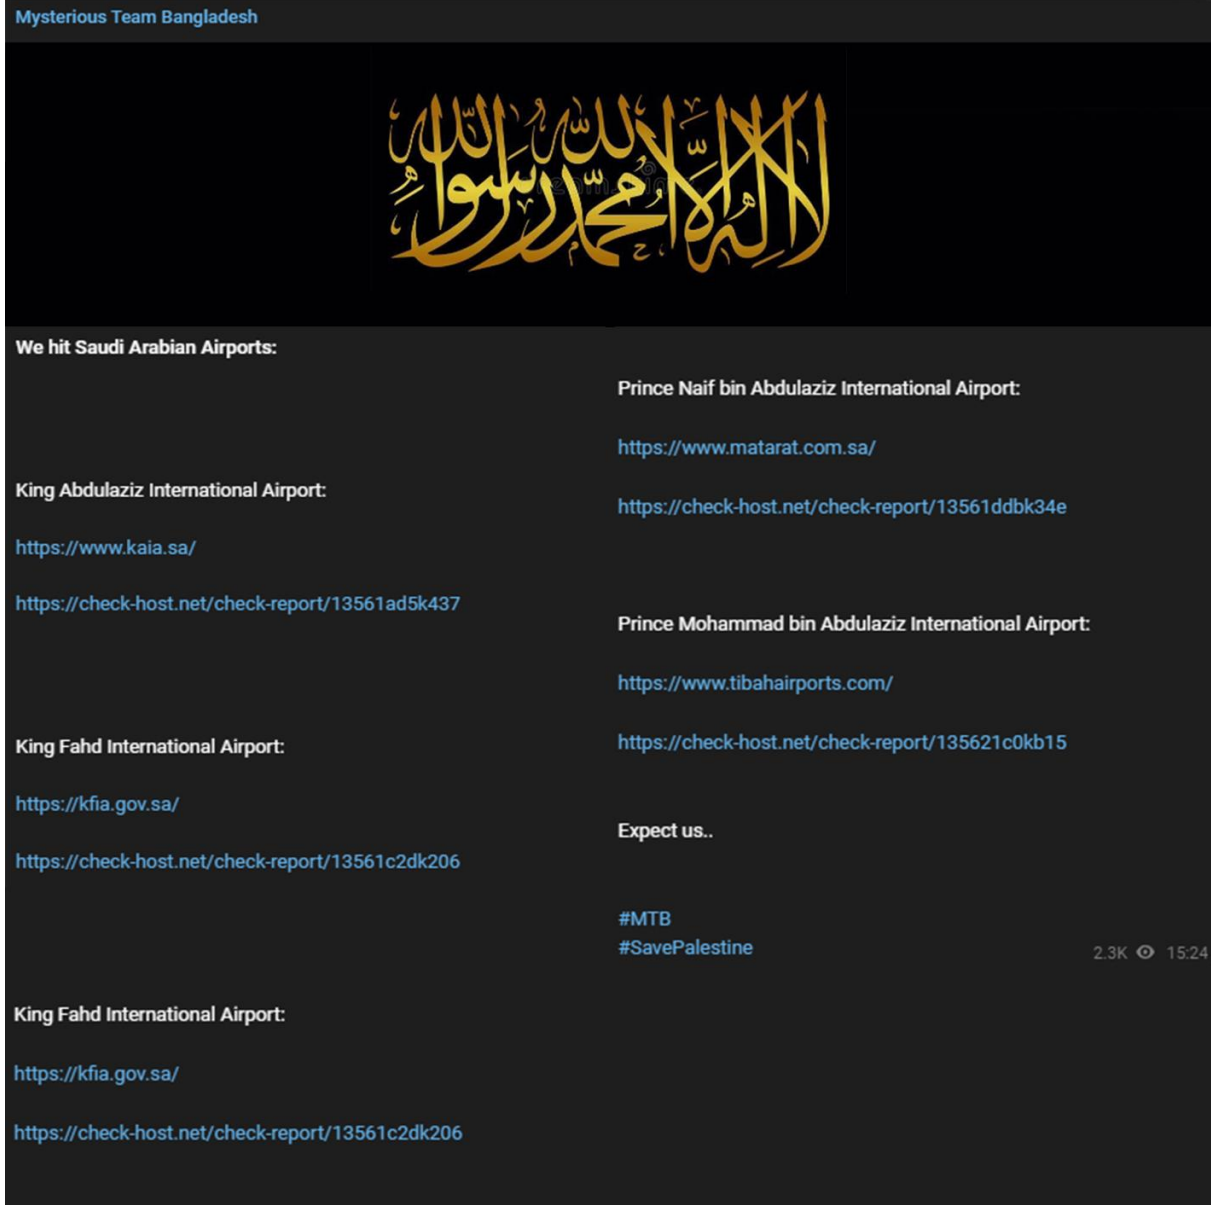 Mysterious Team Bangladesh
لا إله إلا الله محمد رسول الله
We hit Saudi Arabian Airports:
King Abdulaziz International Airport:
https://www.kaia.sa/
https://check-host.net/check-report/13561ad5k437
King Fahd International Airport:
https://kfia.gov.sa/
https://check-host.net/check-report/13561c2dk206
King Fahd International Airport:
https://kfia.gov.sa/
https://check-host.net/check-report/13561c2dk206
Prince Naif bin Abdulaziz International Airport:
https://www.matarat.com.sa/
https://check-host.net/check-report/13561ddbk34e
Prince Mohammad bin Abdulaziz International Airport:
https://www.tibahairports.com/
https://check-host.net/check-report/135621c0kb15
Expect us..
#MTB
#SavePalestine
2.3K 15:24